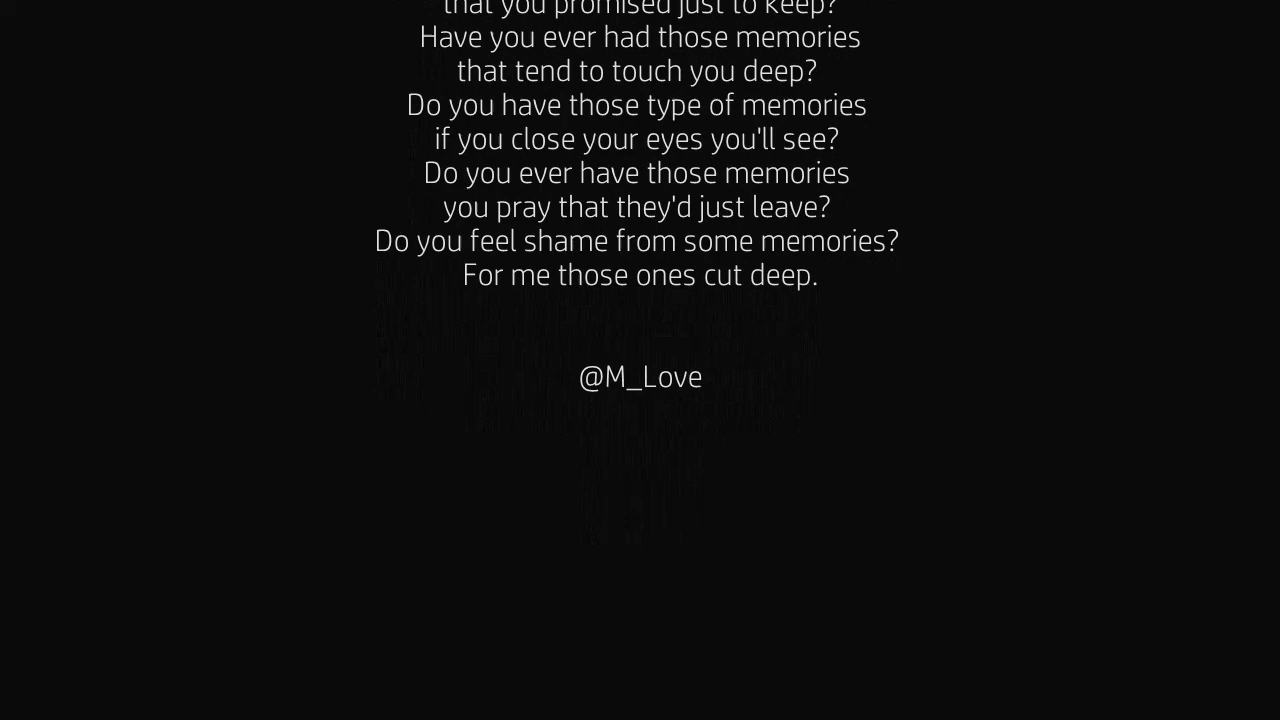 that you promised just to keep?
Have you ever had those memories
that tend to touch you deep?
Do you have those type of memories
if you close your eyes you'll see?
Do you ever have those memories
you pray that they'd just leave?
Do you feel shame from some memories?
For me those ones cut deep.
@M_Love